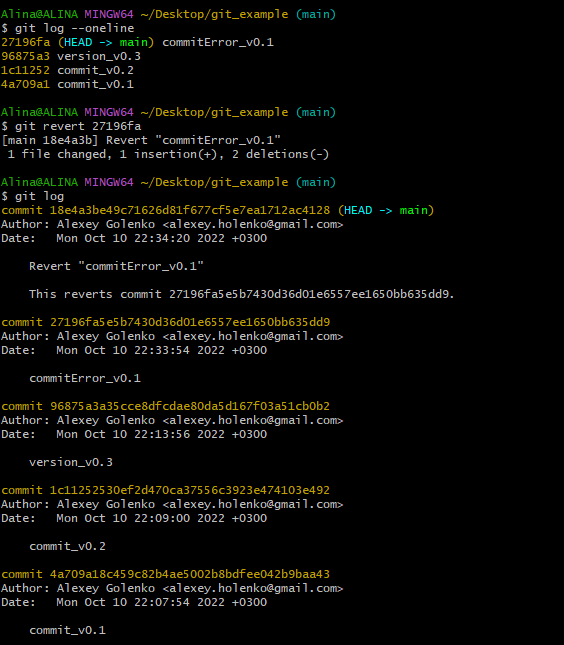 Alina@ALINA MINGW64 ~/Desktop/git_example (main)
$ git log --oneline
27196fa (HEAD -> main) commitError_v0.1
96875a3 version_v0.3
1c11252 commit_v0.2
4a709a1 commit_v0.1
Alina@ALINA MINGW64 ~/Desktop/git_example (main)
$ git revert 27196fa
[main 18e4a3b] Revert "commitError_v0.1"
1 file changed, 1 insertion(+), 2 deletions(-)
Alina@ALINA MINGW64 ~/Desktop/git_example (main)
$ git log
commit 18e4a3be49c71626d81f677cf5e7ea1712ac4128 (HEAD -> main)
Author: Alexey Golenko <alexey.holenko@gmail.com>
Date:   Mon Oct 10 22:34:20 2022 +0300
Revert "commitError_v0.1"
This reverts commit 27196fa5e5b7430d36d01e6557ee1650bb635dd9.
commit 27196fa5e5b7430d36d01e6557ee1650bb635dd9
Author: Alexey Golenko <alexey.holenko@gmail.com>
Date:   Mon Oct 10 22:33:54 2022 +0300
commitError_v0.1
commit 96875a3a35cce8dfcdae80da5d167f03a51cb0b2
Author: Alexey Golenko <alexey.holenko@gmail.com>
Date:   Mon Oct 10 22:13:56 2022 +0300
version_v0.3
commit 1c11252530ef2d470ca37556c3923e474103e492
Author: Alexey Golenko <alexey.holenko@gmail.com>
Date:   Mon Oct 10 22:09:00 2022 +0300
commit_v0.2
commit 4a709a18c459c82b4ae5002b8bdfee042b9baa43
Author: Alexey Golenko <alexey.holenko@gmail.com>
Date:   Mon Oct 10 22:07:54 2022 +0300
commit_v0.1